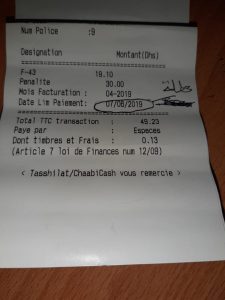 Num Police :9
Designation Montant(Dhs)
F-43 19.10
Penalite 30.00
Mois Facturation : 04-2019
Date Lim Paiement: 07/06/2019
Total TTC transaction : 49.23
Paye par : Especes
Dont timbres et Frais : 0.13
(Article 7 loi de Finances num 12/09)
< Tasshilat/ChaabiCash vous remercie >